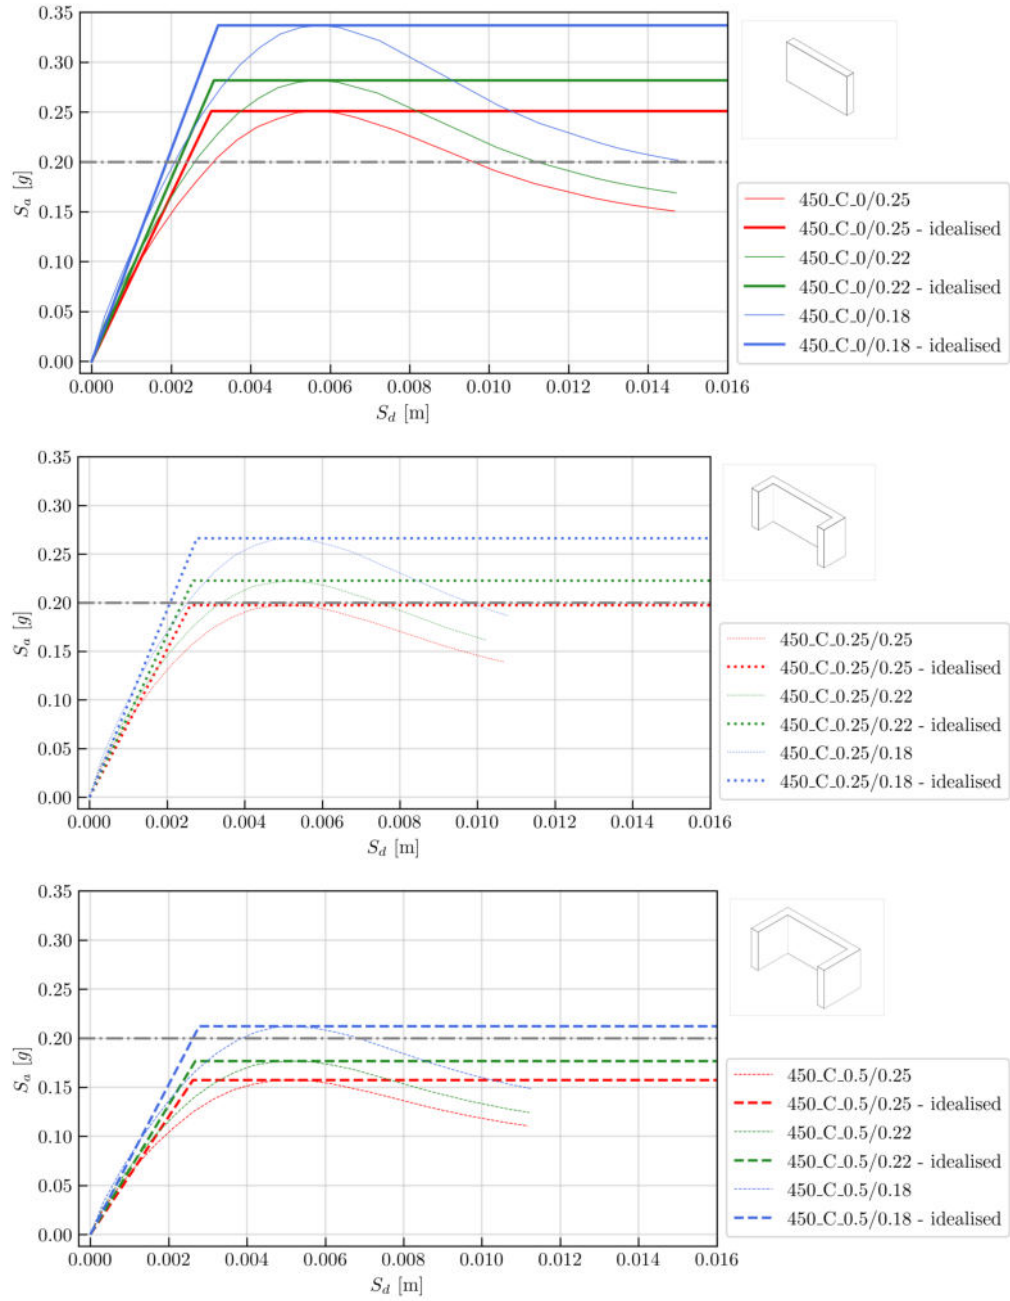 0.35
0.30
0.25
0.20
0.15
0.10
0.05
0.00
S_a [g]
0.000 0.002 0.004 0.006 0.008 0.010 0.012 0.014 0.016
S_d [m]
450_C_0/0.25
450_C_0/0.25 - idealised
450_C_0/0.22
450_C_0/0.22 - idealised
450_C_0/0.18
450_C_0/0.18 - idealised
0.35
0.30
0.25
0.20
0.15
0.10
0.05
0.00
S_a [g]
0.000 0.002 0.004 0.006 0.008 0.010 0.012 0.014 0.016
S_d [m]
450_C_0.25/0.25
450_C_0.25/0.25 - idealised
450_C_0.25/0.22
450_C_0.25/0.22 - idealised
450_C_0.25/0.18
450_C_0.25/0.18 - idealised
0.35
0.30
0.25
0.20
0.15
0.10
0.05
0.00
S_a [g]
0.000 0.002 0.004 0.006 0.008 0.010 0.012 0.014 0.016
S_d [m]
450_C_0.5/0.25
450_C_0.5/0.25 - idealised
450_C_0.5/0.22
450_C_0.5/0.22 - idealised
450_C_0.5/0.18
450_C_0.5/0.18 - idealised